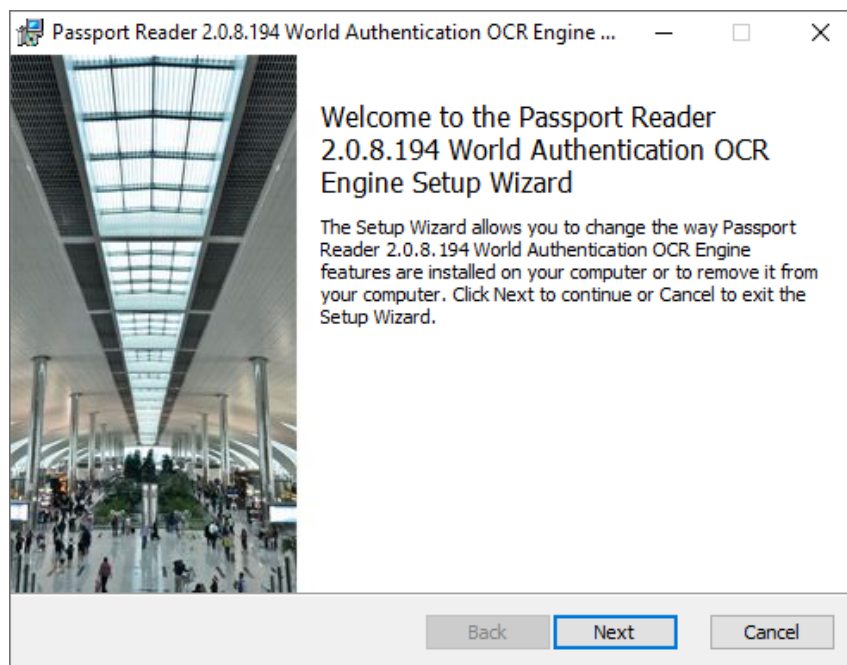 Passport Reader 2.0.8.194 World Authentication OCR Engine ...
Welcome to the Passport Reader
2.0.8.194 World Authentication OCR
Engine Setup Wizard
The Setup Wizard allows you to change the way Passport
Reader 2.0.8.194 World Authentication OCR Engine
features are installed on your computer or to remove it from
your computer. Click Next to continue or Cancel to exit the
Setup Wizard.
Back Next Cancel